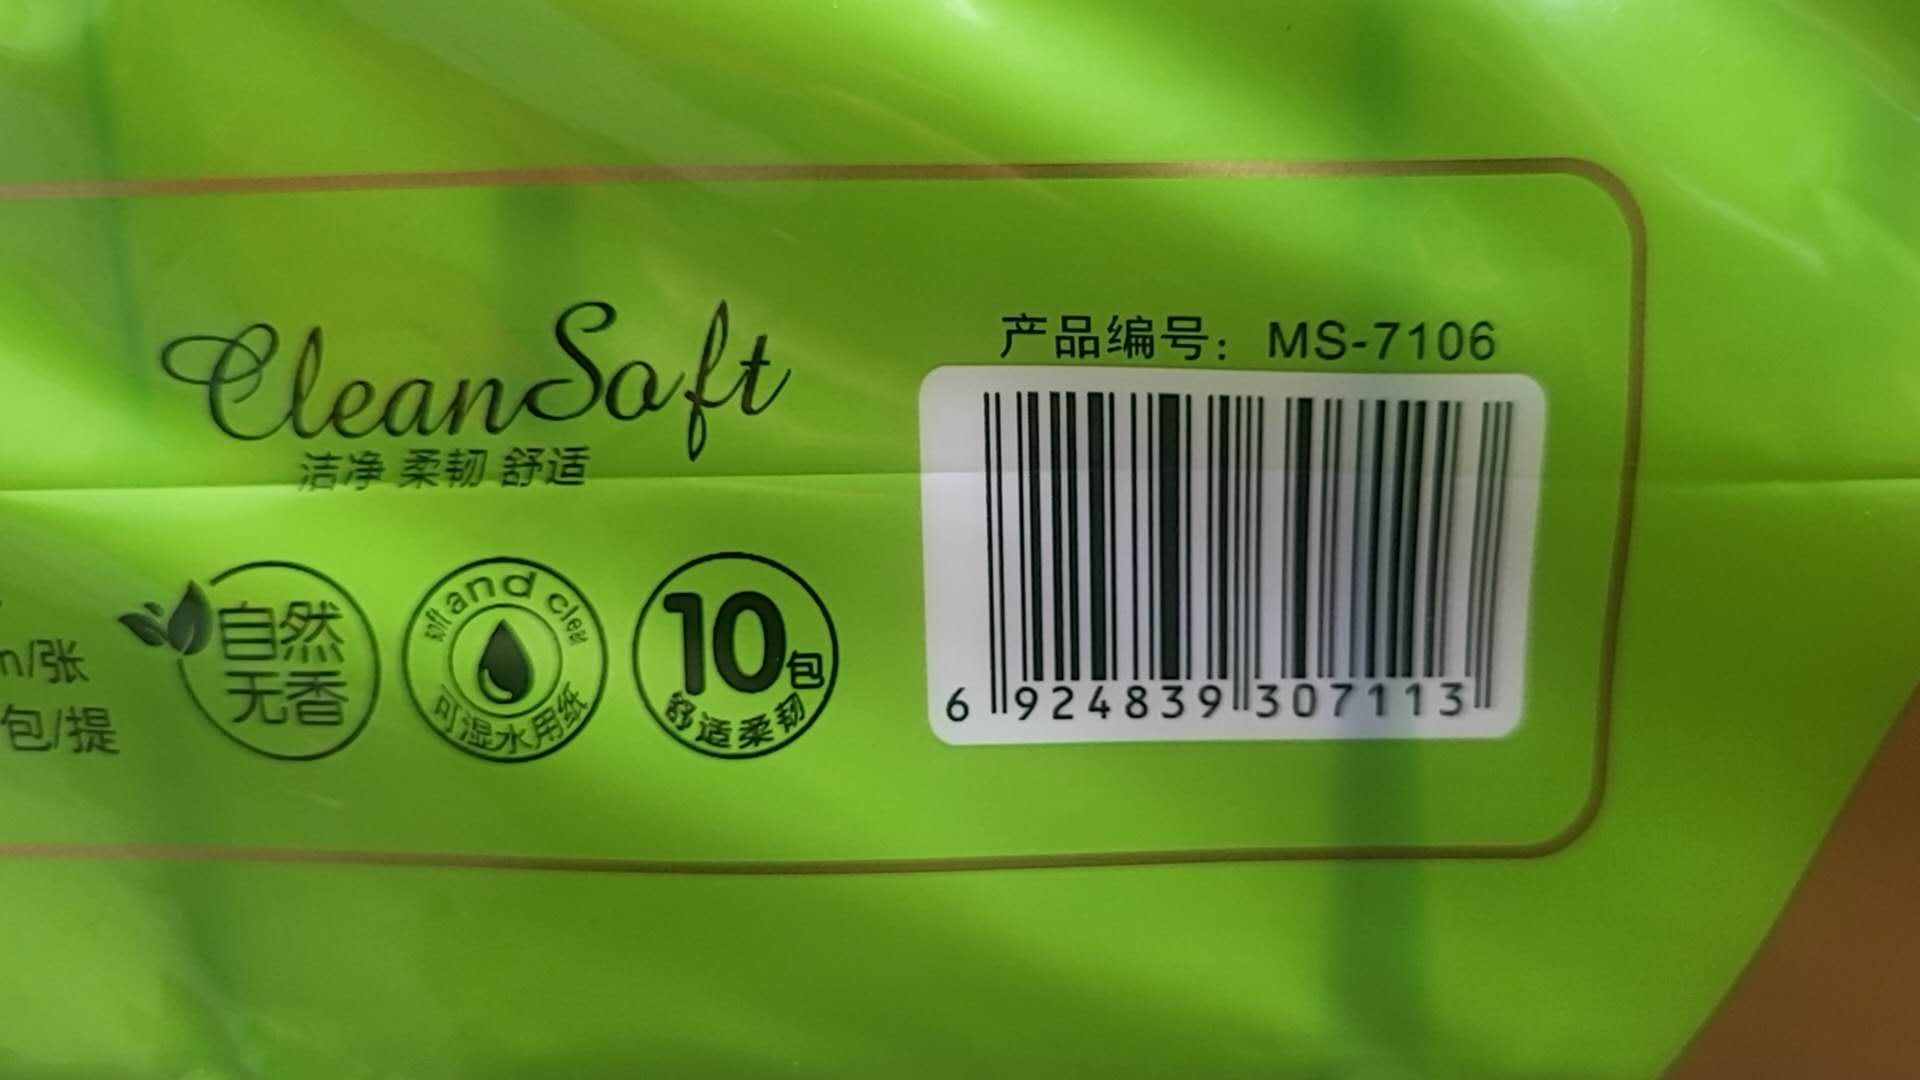 CleanSoft
洁净 柔韧 舒适
产品编号：MS-7106
6 924839 307113
/张
包/提
自然
无香
soft and clean
可湿水用纸
10包
舒适柔韧